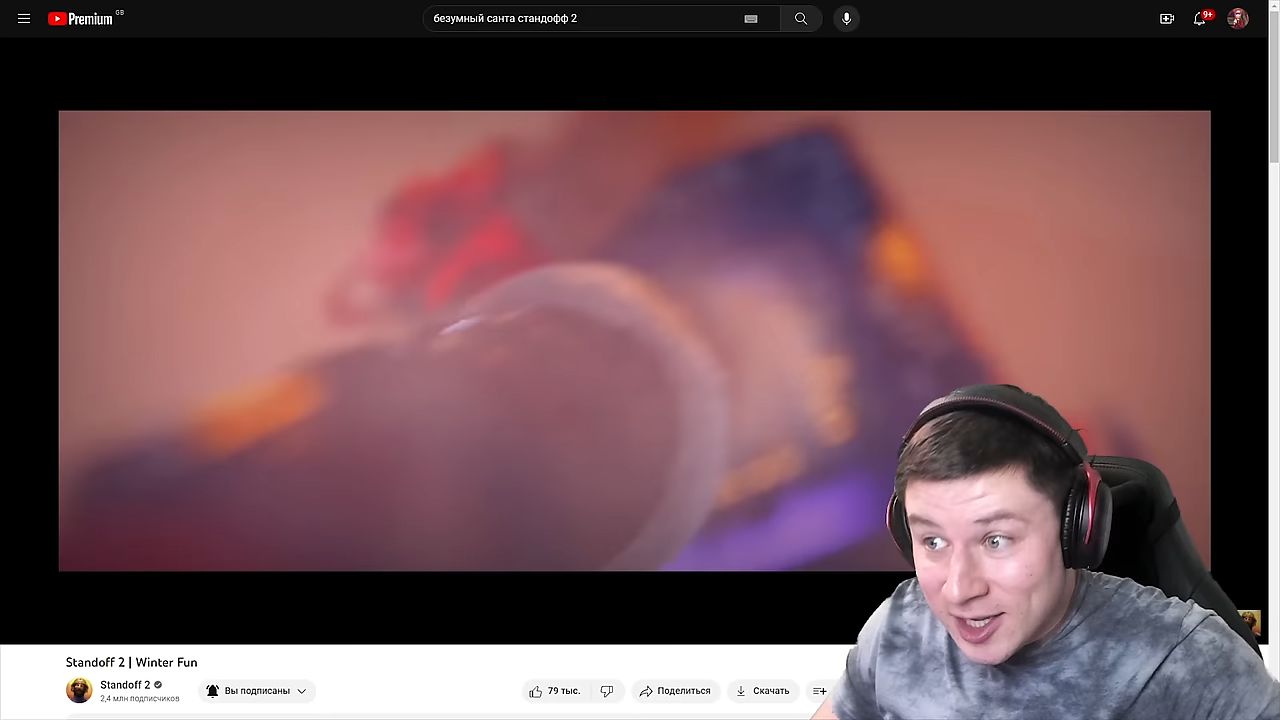 Premium GB
безумный санта стандофф 2
9+
Standoff 2 | Winter Fun
Standoff 2
2,4 млн подписчиков
Вы подписаны
79 тыс.
Поделиться
Скачать